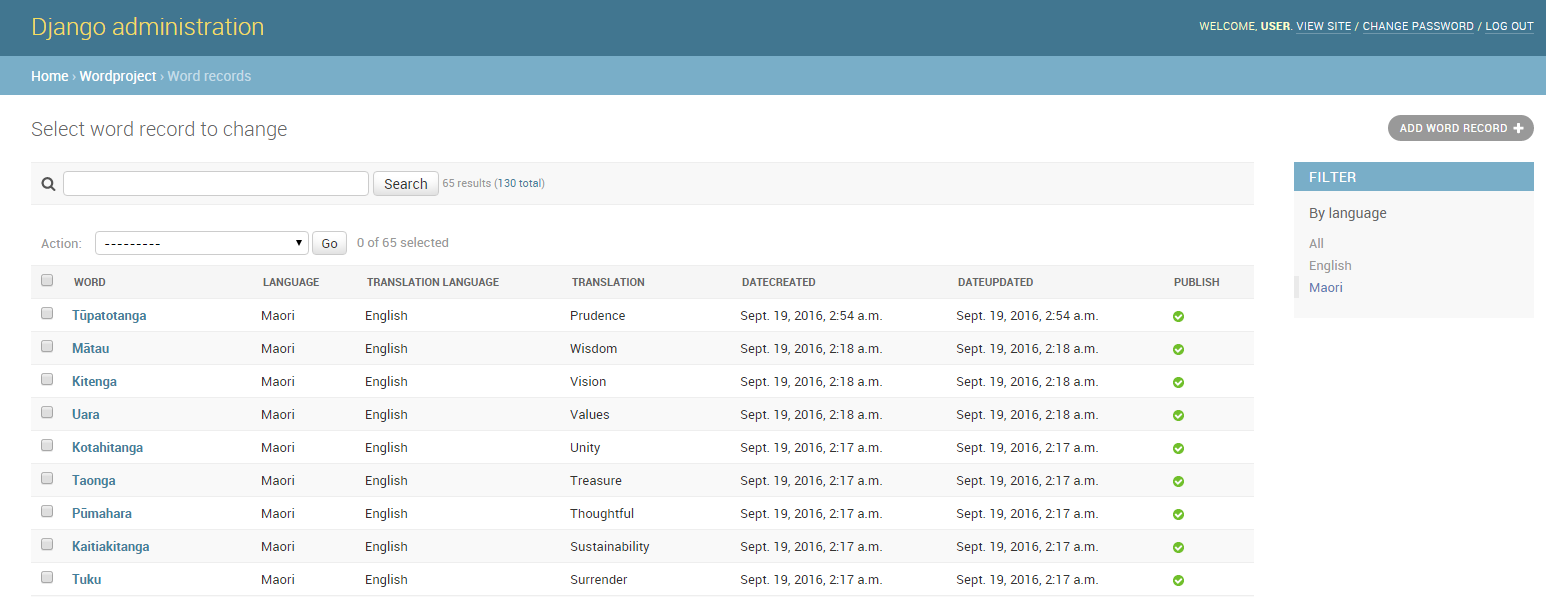 Django administration
WELCOME, USER. VIEW SITE / CHANGE PASSWORD / LOG OUT
Home › Wordproject › Word records
Select word record to change
ADD WORD RECORD +
Search 65 results (130 total)
FILTER
By language
All
English
Maori
Action: --------- Go 0 of 65 selected
WORD LANGUAGE TRANSLATION LANGUAGE TRANSLATION DATECREATED DATEUPDATED PUBLISH
Tūpatotanga Maori English Prudence Sept. 19, 2016, 2:54 a.m. Sept. 19, 2016, 2:54 a.m.
Mātau Maori English Wisdom Sept. 19, 2016, 2:18 a.m. Sept. 19, 2016, 2:18 a.m.
Kitenga Maori English Vision Sept. 19, 2016, 2:18 a.m. Sept. 19, 2016, 2:18 a.m.
Uara Maori English Values Sept. 19, 2016, 2:18 a.m. Sept. 19, 2016, 2:18 a.m.
Kotahitanga Maori English Unity Sept. 19, 2016, 2:17 a.m. Sept. 19, 2016, 2:17 a.m.
Taonga Maori English Treasure Sept. 19, 2016, 2:17 a.m. Sept. 19, 2016, 2:17 a.m.
Pūmahara Maori English Thoughtful Sept. 19, 2016, 2:17 a.m. Sept. 19, 2016, 2:17 a.m.
Kaitiakitanga Maori English Sustainability Sept. 19, 2016, 2:17 a.m. Sept. 19, 2016, 2:17 a.m.
Tuku Maori English Surrender Sept. 19, 2016, 2:17 a.m. Sept. 19, 2016, 2:17 a.m.